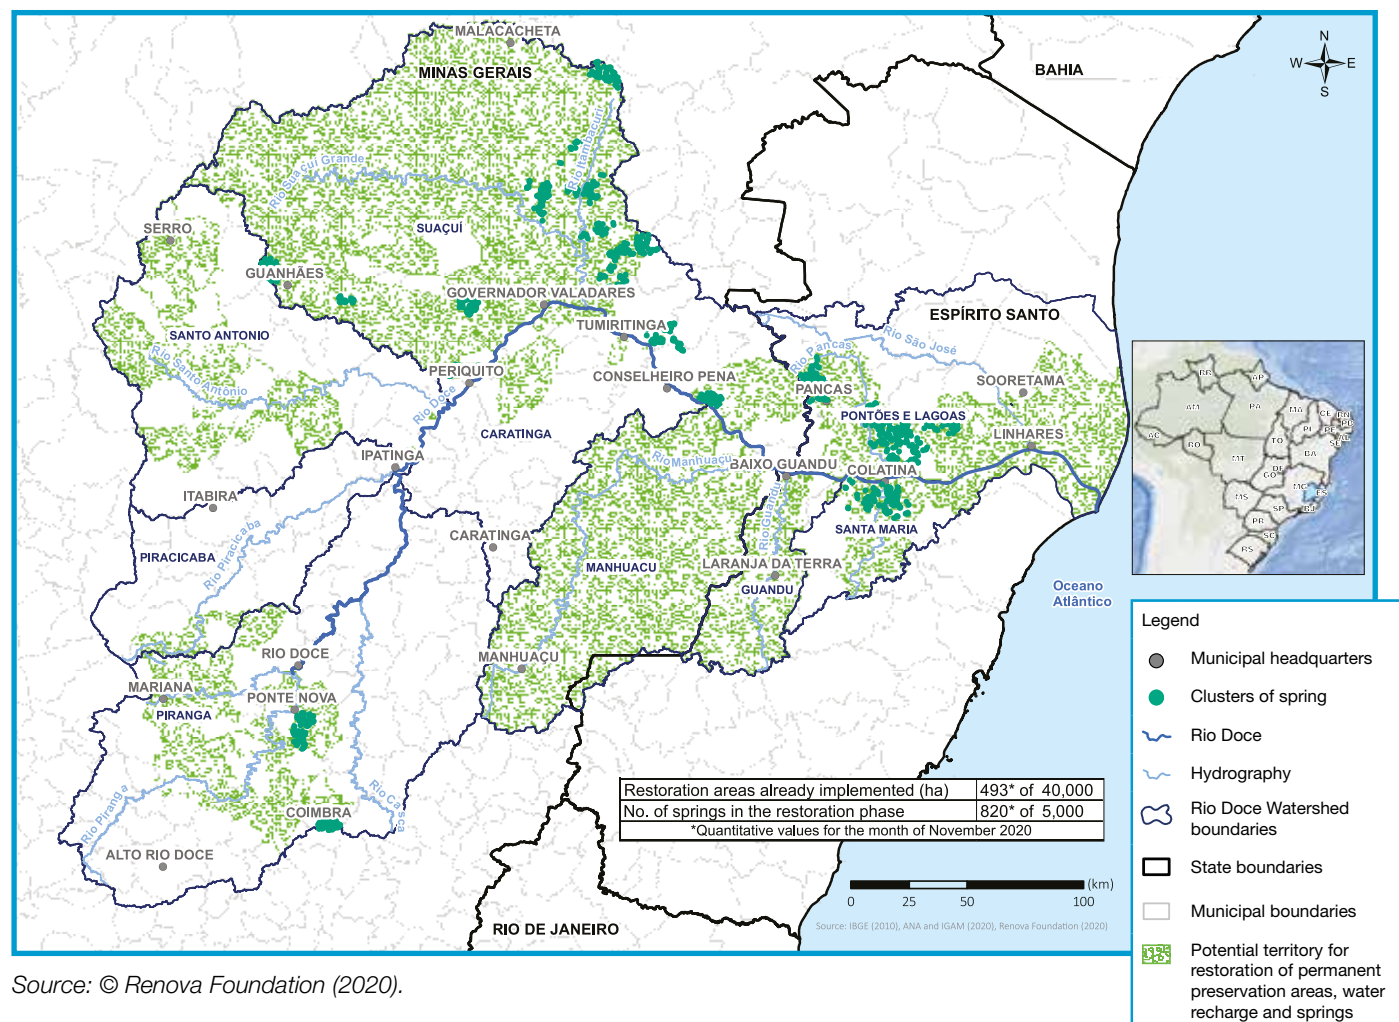 MALACACHETA
MINAS GERAIS
BAHIA
N
W E
S
Rio Itambacuri
Rio Suaçuí Grande
SERRO
SUAÇUÍ
GUANHÃES
GOVERNADOR VALADARES
ESPÍRITO SANTO
TUMIRITINGA
SANTO ANTONIO
Rio São José
Rio Pancas
Rio Santo Antônio
PERIQUITO
CONSELHEIRO PENA
PANCAS
SOORETAMA
Rio Doce
PONTÕES E LAGOAS
CARATINGA
LINHARES
IPATINGA
Rio Manhuaçú
BAIXO GUANDU
COLATINA
ITABIRA
Rio Guandu
SANTA MARIA
Rio Piracicaba
CARATINGA
PIRACICABA
MANHUACU
LARANJA DA TERRA
GUANDU
Oceano
Atlântico
RIO DOCE
MANHUAÇU
MARIANA
PONTE NOVA
PIRANGA
Rio Piranga
Rio Casca
COIMBRA
ALTO RIO DOCE
RIO DE JANEIRO
RR
AP
AM
PA
MA
CE
RN
PB
PE
AL
SE
PI
AC
RO
TO
BA
MT
DF
GO
MG
ES
MS
SP
RJ
PR
SC
RS
Restoration areas already implemented (ha) 493* of 40,000
No. of springs in the restoration phase 820* of 5,000
*Quantitative values for the month of November 2020
(km)
0 25 50 100
Source: IBGE (2010), ANA and IGAM (2020), Renova Foundation (2020)
Legend
Municipal headquarters
Clusters of spring
Rio Doce
Hydrography
Rio Doce Watershed
boundaries
State boundaries
Municipal boundaries
Potential territory for
restoration of permanent
preservation areas, water
recharge and springs
Source: © Renova Foundation (2020).